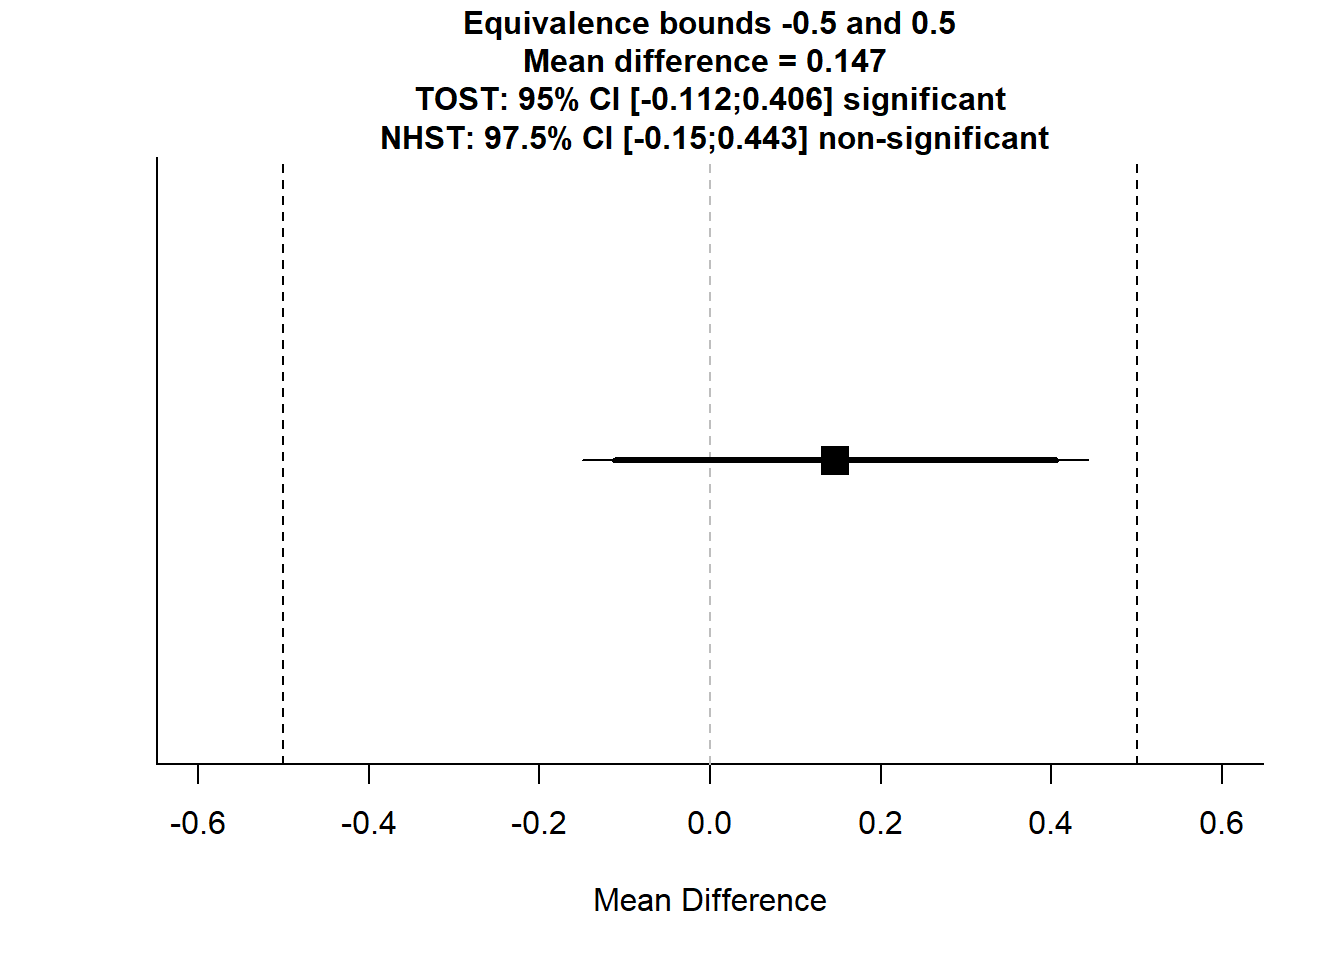 Equivalence bounds -0.5 and 0.5
Mean difference = 0.147
TOST: 95% CI [-0.112;0.406] significant
NHST: 97.5% CI [-0.15;0.443] non-significant
-0.6 -0.4 -0.2 0.0 0.2 0.4 0.6
Mean Difference